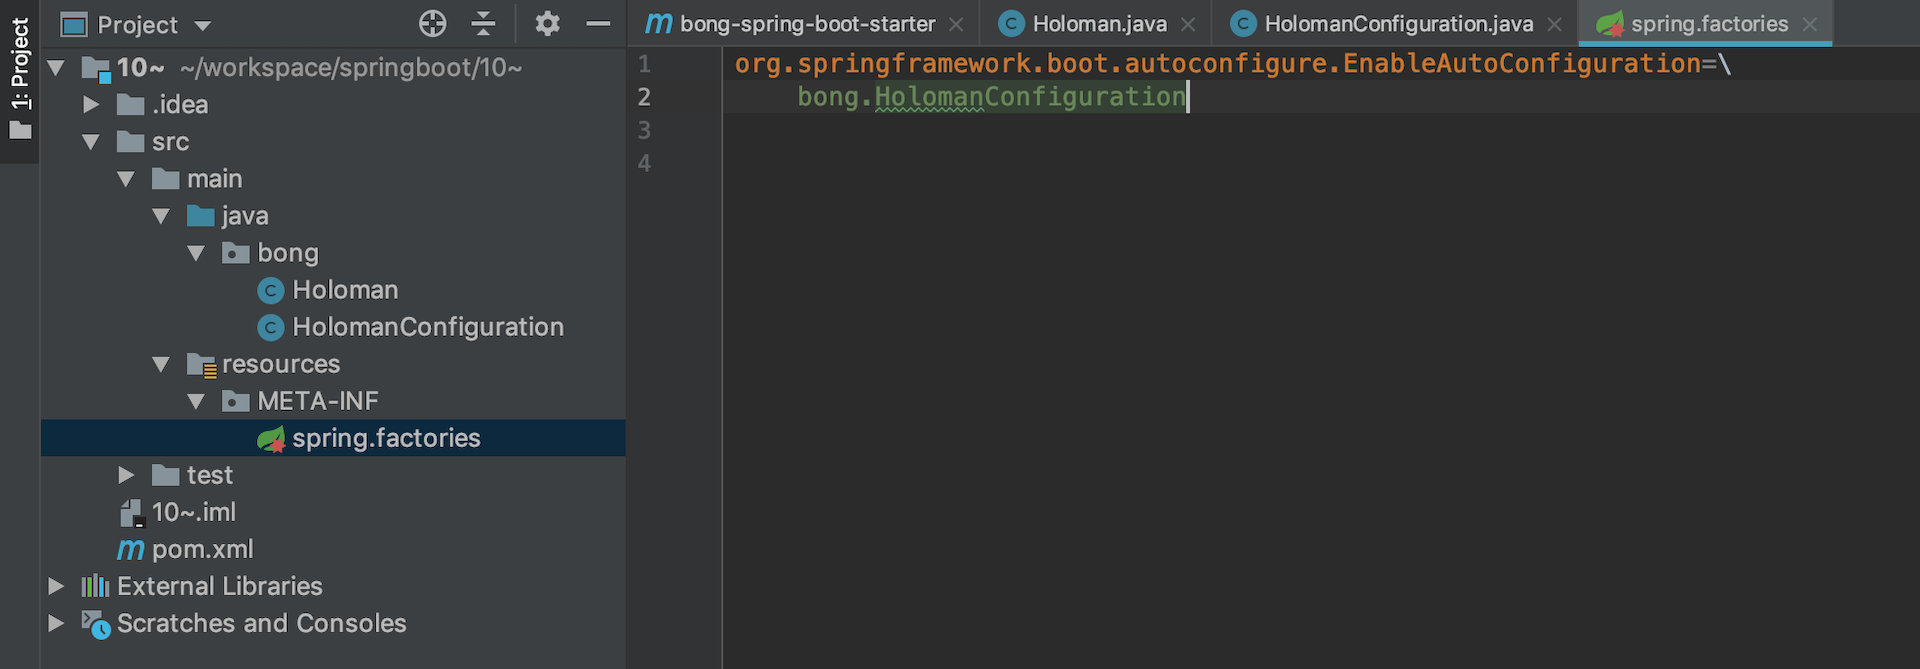 1: Project
Project
10~ ~/workspace/springboot/10~
.idea
src
main
java
bong
Holoman
HolomanConfiguration
resources
META-INF
spring.factories
test
10~.iml
pom.xml
External Libraries
Scratches and Consoles
bong-spring-boot-starter
Holoman.java
HolomanConfiguration.java
spring.factories
1 org.springframework.boot.autoconfigure.EnableAutoConfiguration=\
2 bong.HolomanConfiguration
3
4